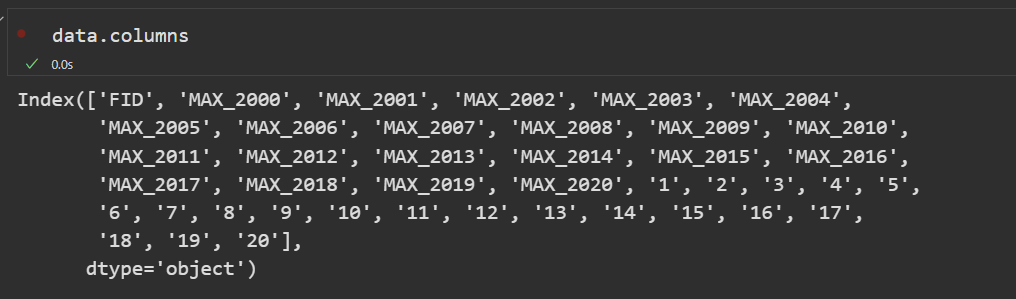 data.columns
0.0s
Index(['FID', 'MAX_2000', 'MAX_2001', 'MAX_2002', 'MAX_2003', 'MAX_2004',
'MAX_2005', 'MAX_2006', 'MAX_2007', 'MAX_2008', 'MAX_2009', 'MAX_2010',
'MAX_2011', 'MAX_2012', 'MAX_2013', 'MAX_2014', 'MAX_2015', 'MAX_2016',
'MAX_2017', 'MAX_2018', 'MAX_2019', 'MAX_2020', '1', '2', '3', '4', '5',
'6', '7', '8', '9', '10', '11', '12', '13', '14', '15', '16', '17',
'18', '19', '20'],
dtype='object')